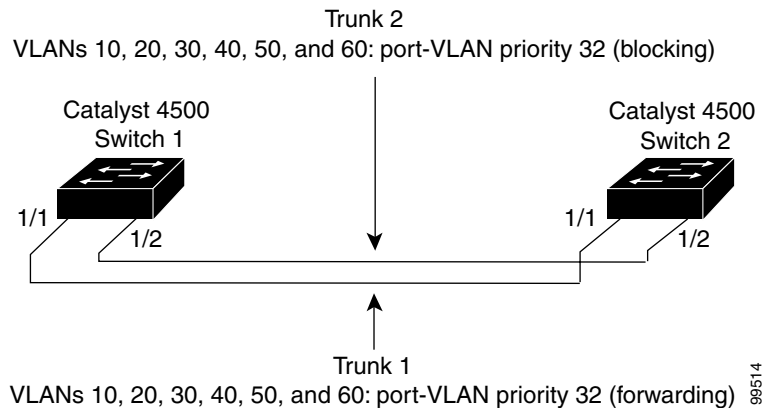 Trunk 2
VLANs 10, 20, 30, 40, 50, and 60: port-VLAN priority 32 (blocking)
Catalyst 4500
Switch 1
Catalyst 4500
Switch 2
1/1
1/2
1/1
1/2
Trunk 1
VLANs 10, 20, 30, 40, 50, and 60: port-VLAN priority 32 (forwarding)
99514